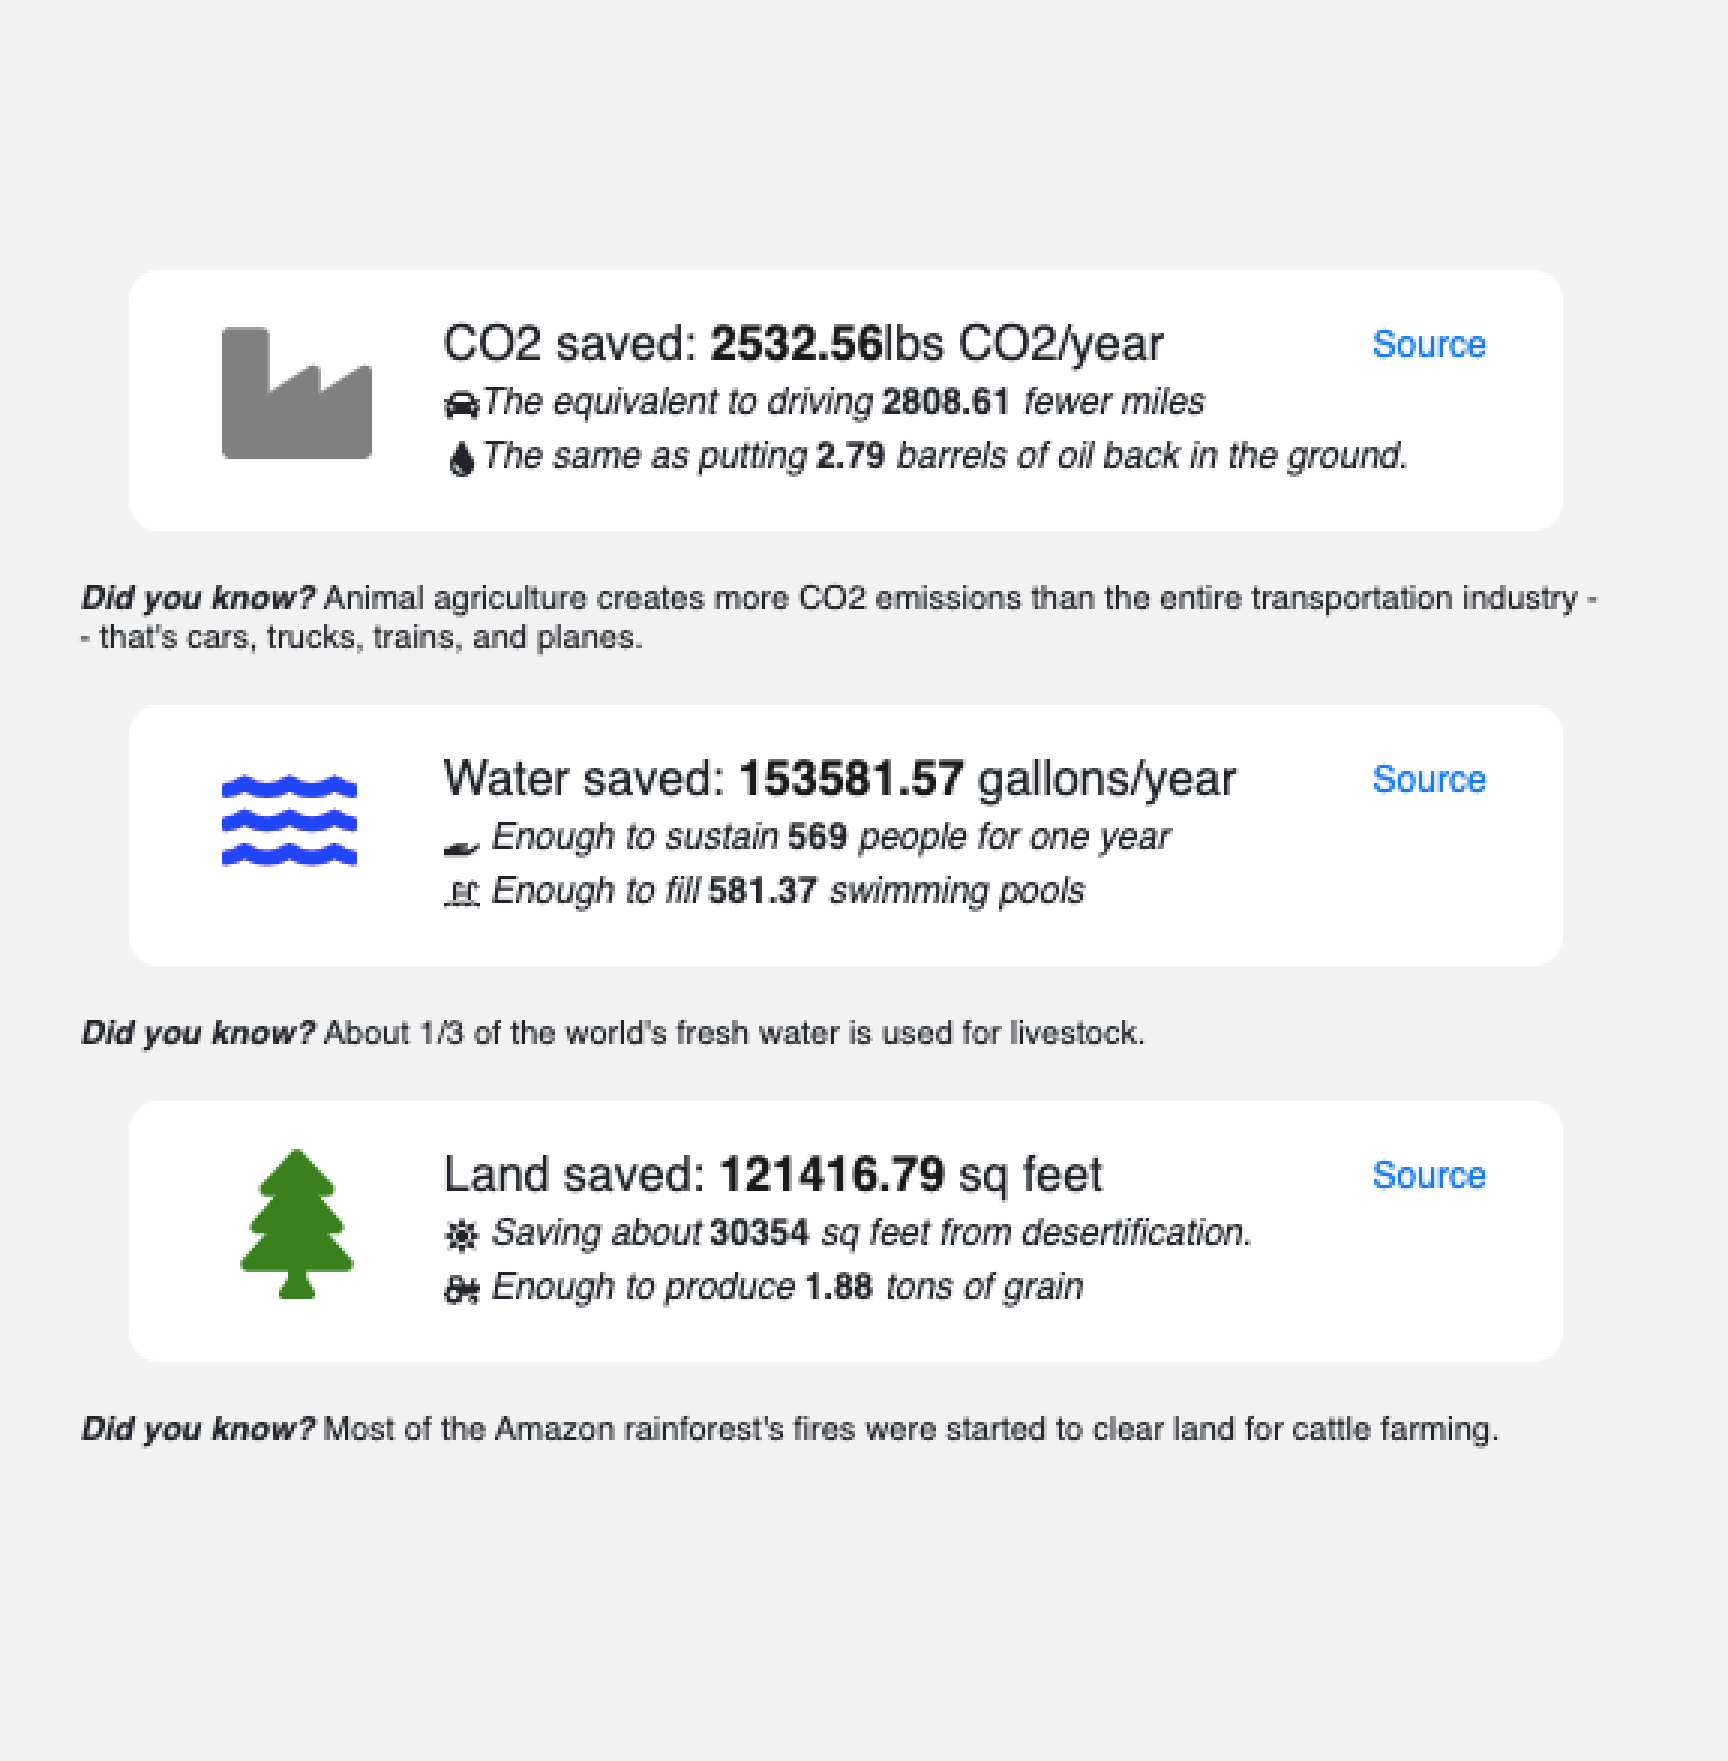 CO2 saved: 2532.56lbs CO2/year
Source
The equivalent to driving 2808.61 fewer miles
The same as putting 2.79 barrels of oil back in the ground.
Did you know? Animal agriculture creates more CO2 emissions than the entire transportation industry -
- that's cars, trucks, trains, and planes.
Water saved: 153581.57 gallons/year
Source
Enough to sustain 569 people for one year
Enough to fill 581.37 swimming pools
Did you know? About 1/3 of the world's fresh water is used for livestock.
Land saved: 121416.79 sq feet
Source
Saving about 30354 sq feet from desertification.
Enough to produce 1.88 tons of grain
Did you know? Most of the Amazon rainforest's fires were started to clear land for cattle farming.